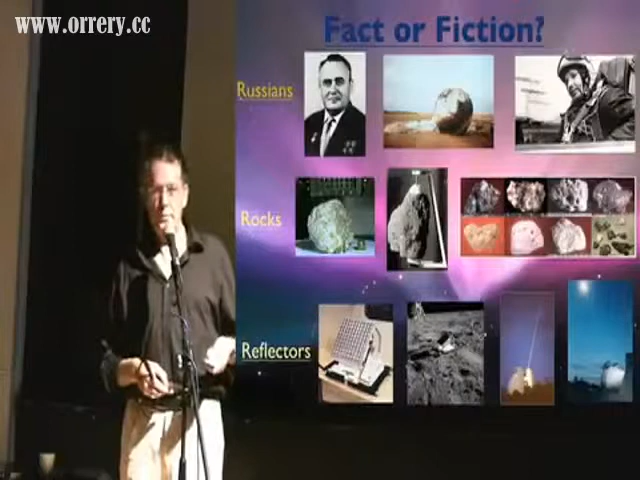 www.orrery.cc
Fact or Fiction?
Russians
Rocks
Reflectors